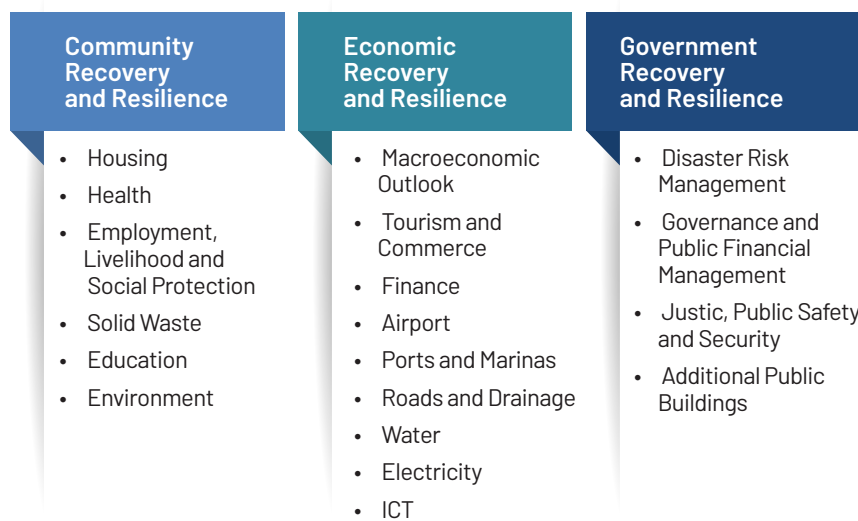 Community
Recovery
and Resilience
• Housing
• Health
• Employment,
Livelihood and
Social Protection
• Solid Waste
• Education
• Environment
Economic
Recovery
and Resilience
• Macroeconomic
Outlook
• Tourism and
Commerce
• Finance
• Airport
• Ports and Marinas
• Roads and Drainage
• Water
• Electricity
• ICT
Government
Recovery
and Resilience
• Disaster Risk
Management
• Governance and
Public Financial
Management
• Justic, Public Safety
and Security
• Additional Public
Buildings